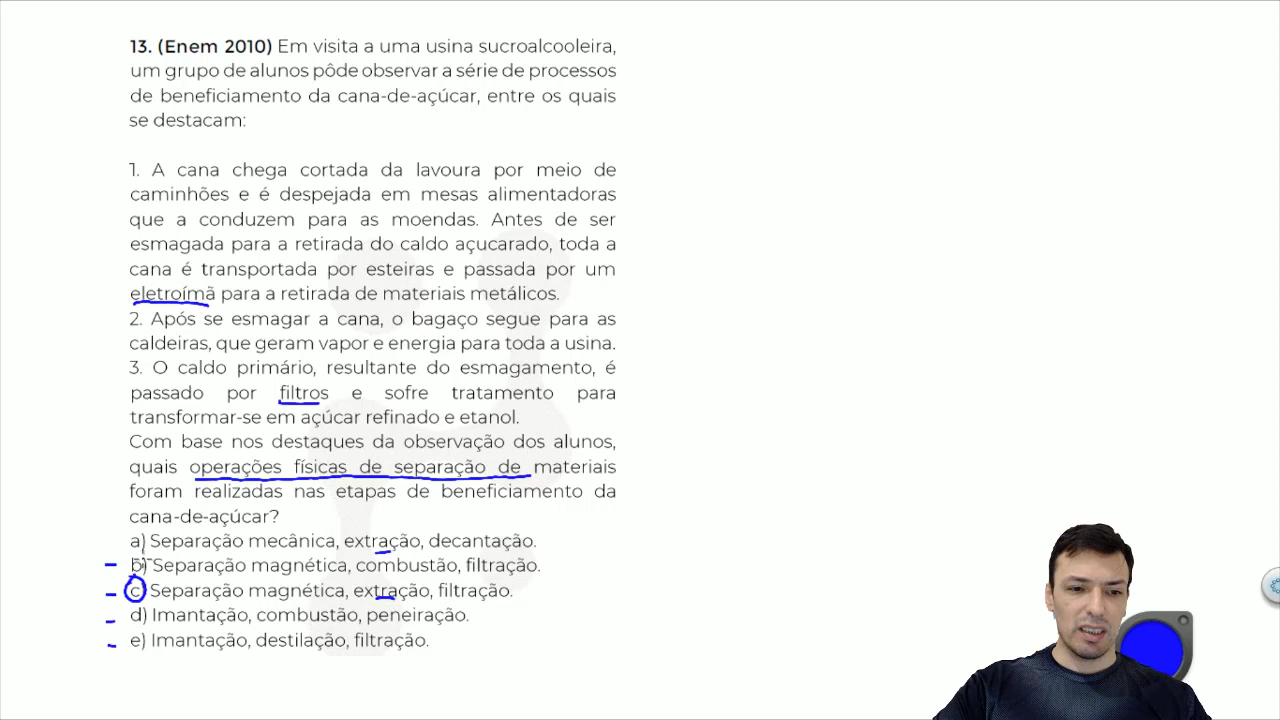 13. (Enem 2010) Em visita a uma usina sucroalcooleira,
um grupo de alunos pôde observar a série de processos
de beneficiamento da cana-de-açúcar, entre os quais
se destacam:
1. A cana chega cortada da lavoura por meio de
caminhões e é despejada em mesas alimentadoras
que a conduzem para as moendas. Antes de ser
esmagada para a retirada do caldo açucarado, toda a
cana é transportada por esteiras e passada por um
eletroímã para a retirada de materiais metálicos.
2. Após se esmagar a cana, o bagaço segue para as
caldeiras, que geram vapor e energia para toda a usina.
3. O caldo primário, resultante do esmagamento, é
passado por filtros e sofre tratamento para
transformar-se em açúcar refinado e etanol.
Com base nos destaques da observação dos alunos,
quais operações físicas de separação de materiais
foram realizadas nas etapas de beneficiamento da
cana-de-açúcar?
a) Separação mecânica, extração, decantação.
b) Separação magnética, combustão, filtração.
c) Separação magnética, extração, filtração.
d) Imantação, combustão, peneiração.
e) Imantação, destilação, filtração.